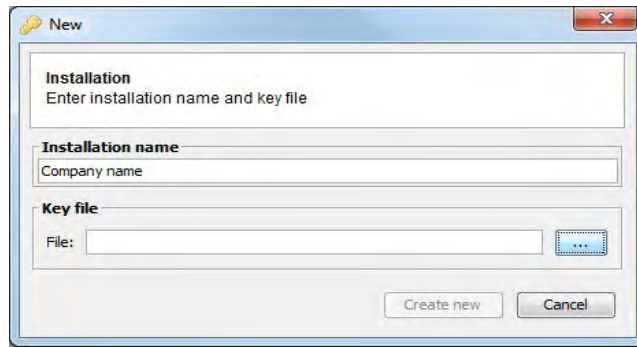 New
Installation
Enter installation name and key file
Installation name
Company name
Key file
File:
...
Create new
Cancel